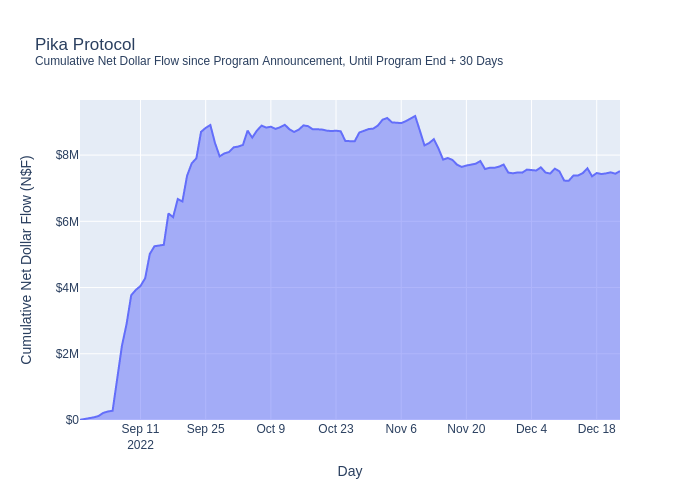 Pika Protocol
Cumulative Net Dollar Flow since Program Announcement, Until Program End + 30 Days
Cumulative Net Dollar Flow (N$F)
$8M
$6M
$4M
$2M
$0
Sep 11 Sep 25 Oct 9 Oct 23 Nov 6 Nov 20 Dec 4 Dec 18
2022
Day